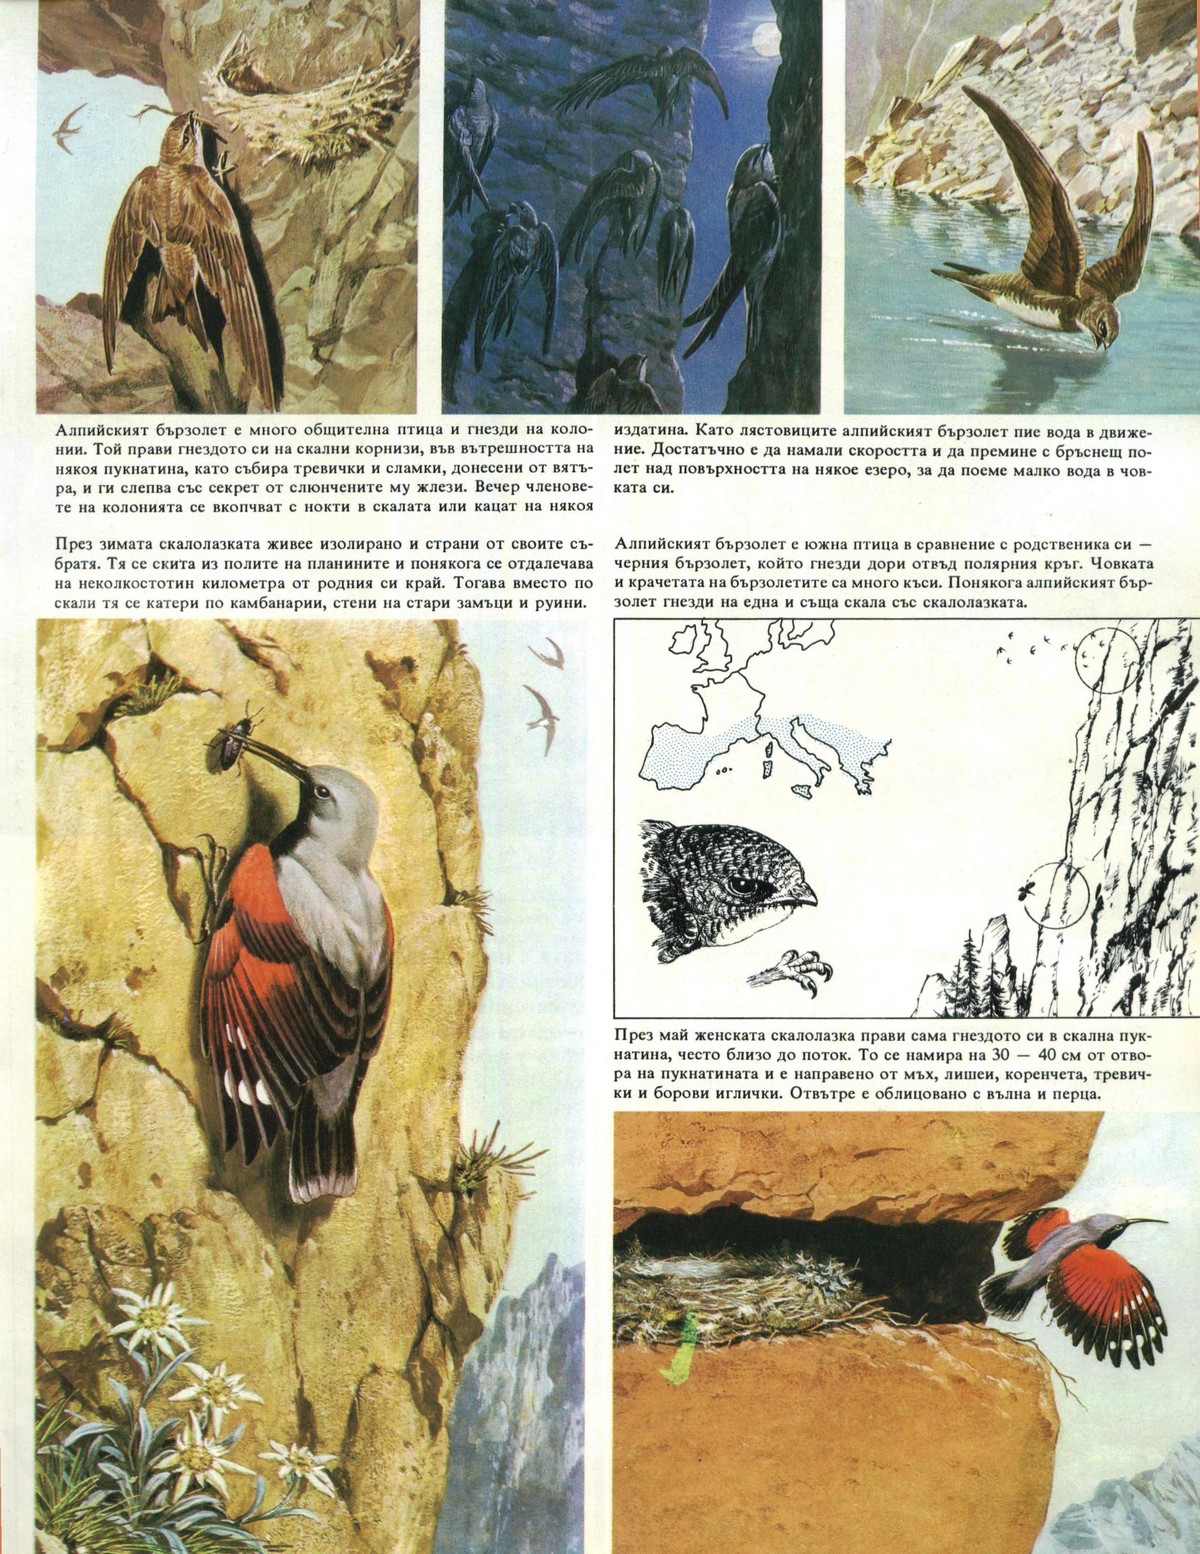 Алпийският бързолет е много общителна птица и гнезди на коло-
нии. Той прави гнездото си на скални корнизи, във вътрешността на
някоя пукнатина, като събира тревички и сламки, донесени от вятъ-
ра, и ги слепва със секрет от слюнчените му жлези. Вечер членове-
те на колонията се вкопчват с нокти в скалата или кацат на някоя
издатина. Като лястовиците алпийският бързолет пие вода в движе-
ние. Достатъчно е да намали скоростта и да премине с бръснещ по-
лет над повърхността на някое езеро, за да поеме малко вода в чов-
ката си.
През зимата скалолазката живее изолирано и страни от своите съ-
братя. Тя се скита из полите на планините и понякога се отдалечава
на неколкостотин километра от родния си край. Тогава вместо по
скали тя се катери по камбанарии, стени на стари замъци и руини.
Алпийският бързолет е южна птица в сравнение с родственика си —
черния бързолет, който гнезди дори отвъд полярния кръг. Човката
и крачетата на бързолетите са много къси. Понякога алпийският бър-
золет гнезди на една и съща скала със скалолазката.
През май женската скалолазка прави сама гнездото си в скална пук-
натина, често близо до поток. То се намира на 30 — 40 см от отво-
ра на пукнатината и е направено от мъх, лишеи, коренчета, тревич-
ки и борови иглички. Отвътре е облицовано с вълна и перца.